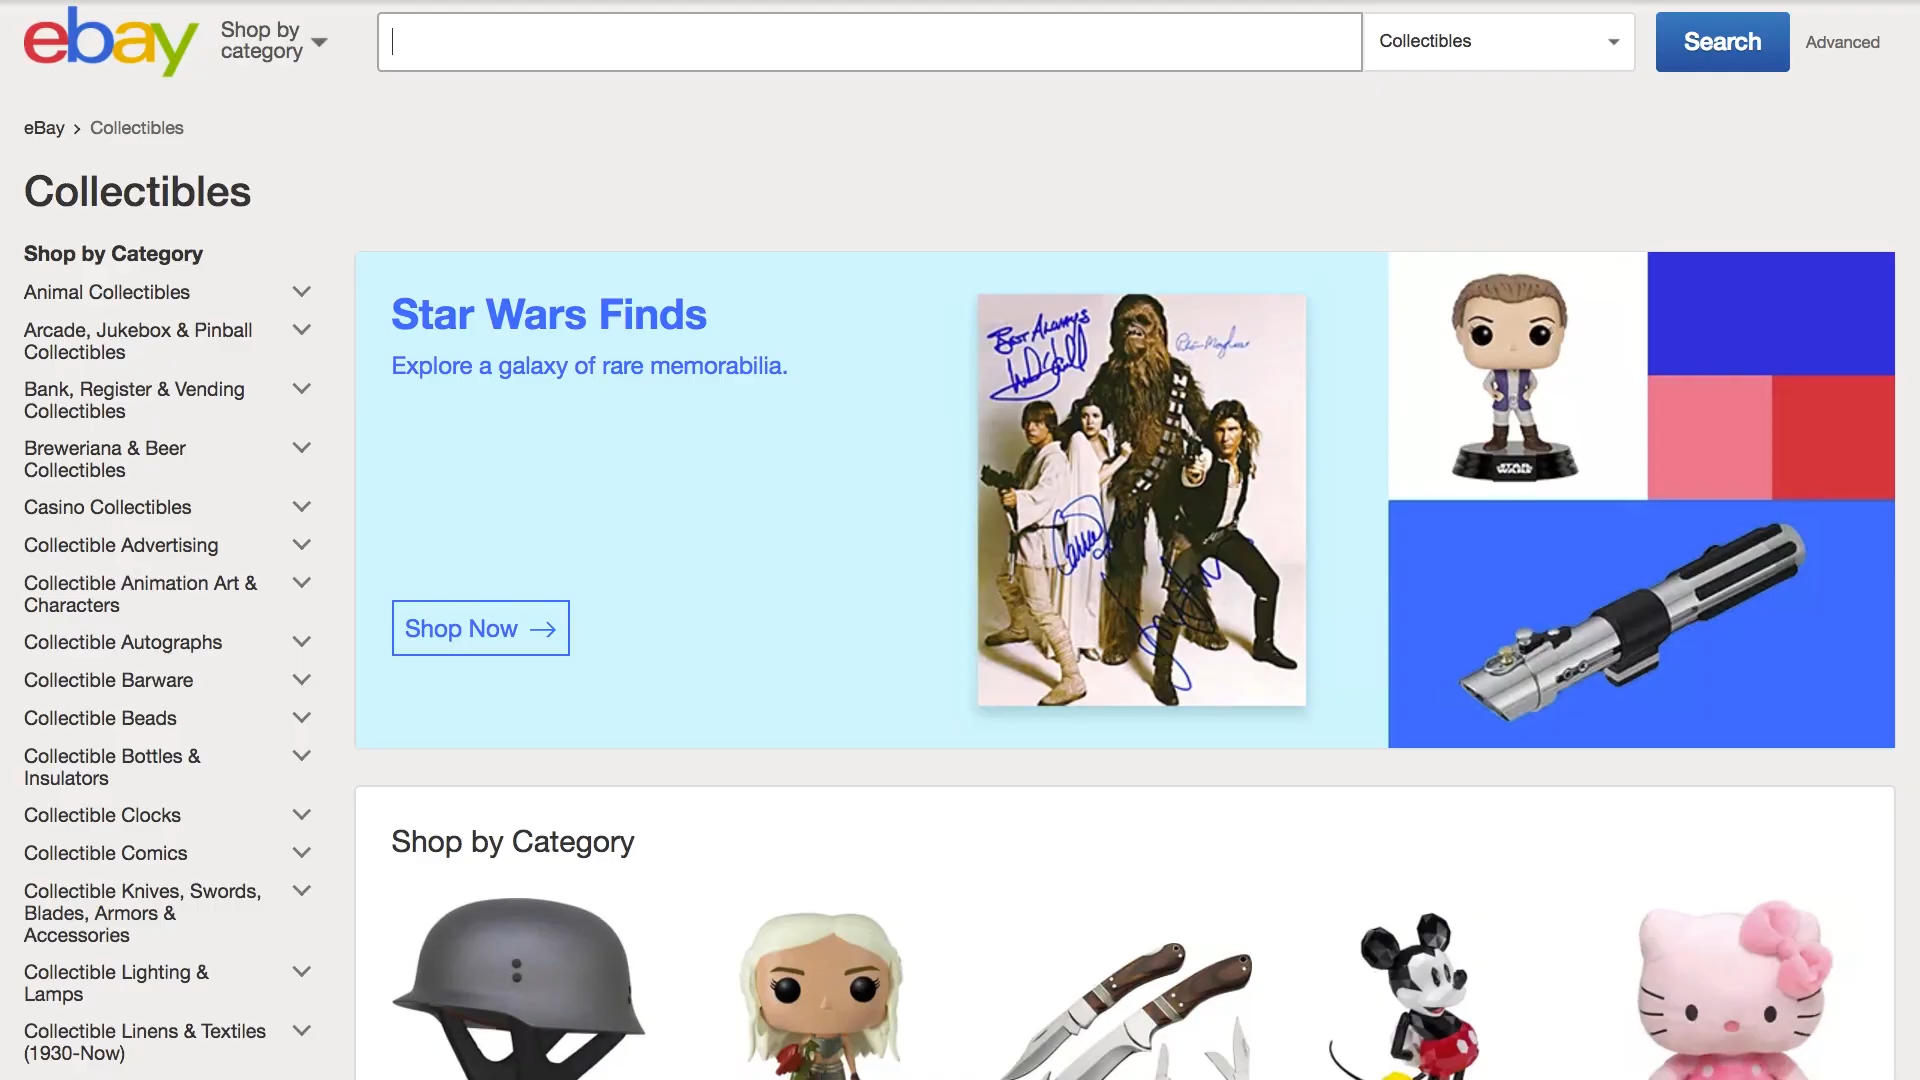 ebay
Shop by
category
Collectibles
Search
Advanced
eBay > Collectibles
Collectibles
Shop by Category
Animal Collectibles
Arcade, Jukebox & Pinball
Collectibles
Bank, Register & Vending
Collectibles
Breweriana & Beer
Collectibles
Casino Collectibles
Collectible Advertising
Collectible Animation Art &
Characters
Collectible Autographs
Collectible Barware
Collectible Beads
Collectible Bottles &
Insulators
Collectible Clocks
Collectible Comics
Collectible Knives, Swords,
Blades, Armors &
Accessories
Collectible Lighting &
Lamps
Collectible Linens & Textiles
(1930-Now)
Star Wars Finds
Explore a galaxy of rare memorabilia.
Shop Now
Best Always
STAR
WARS
Shop by Category